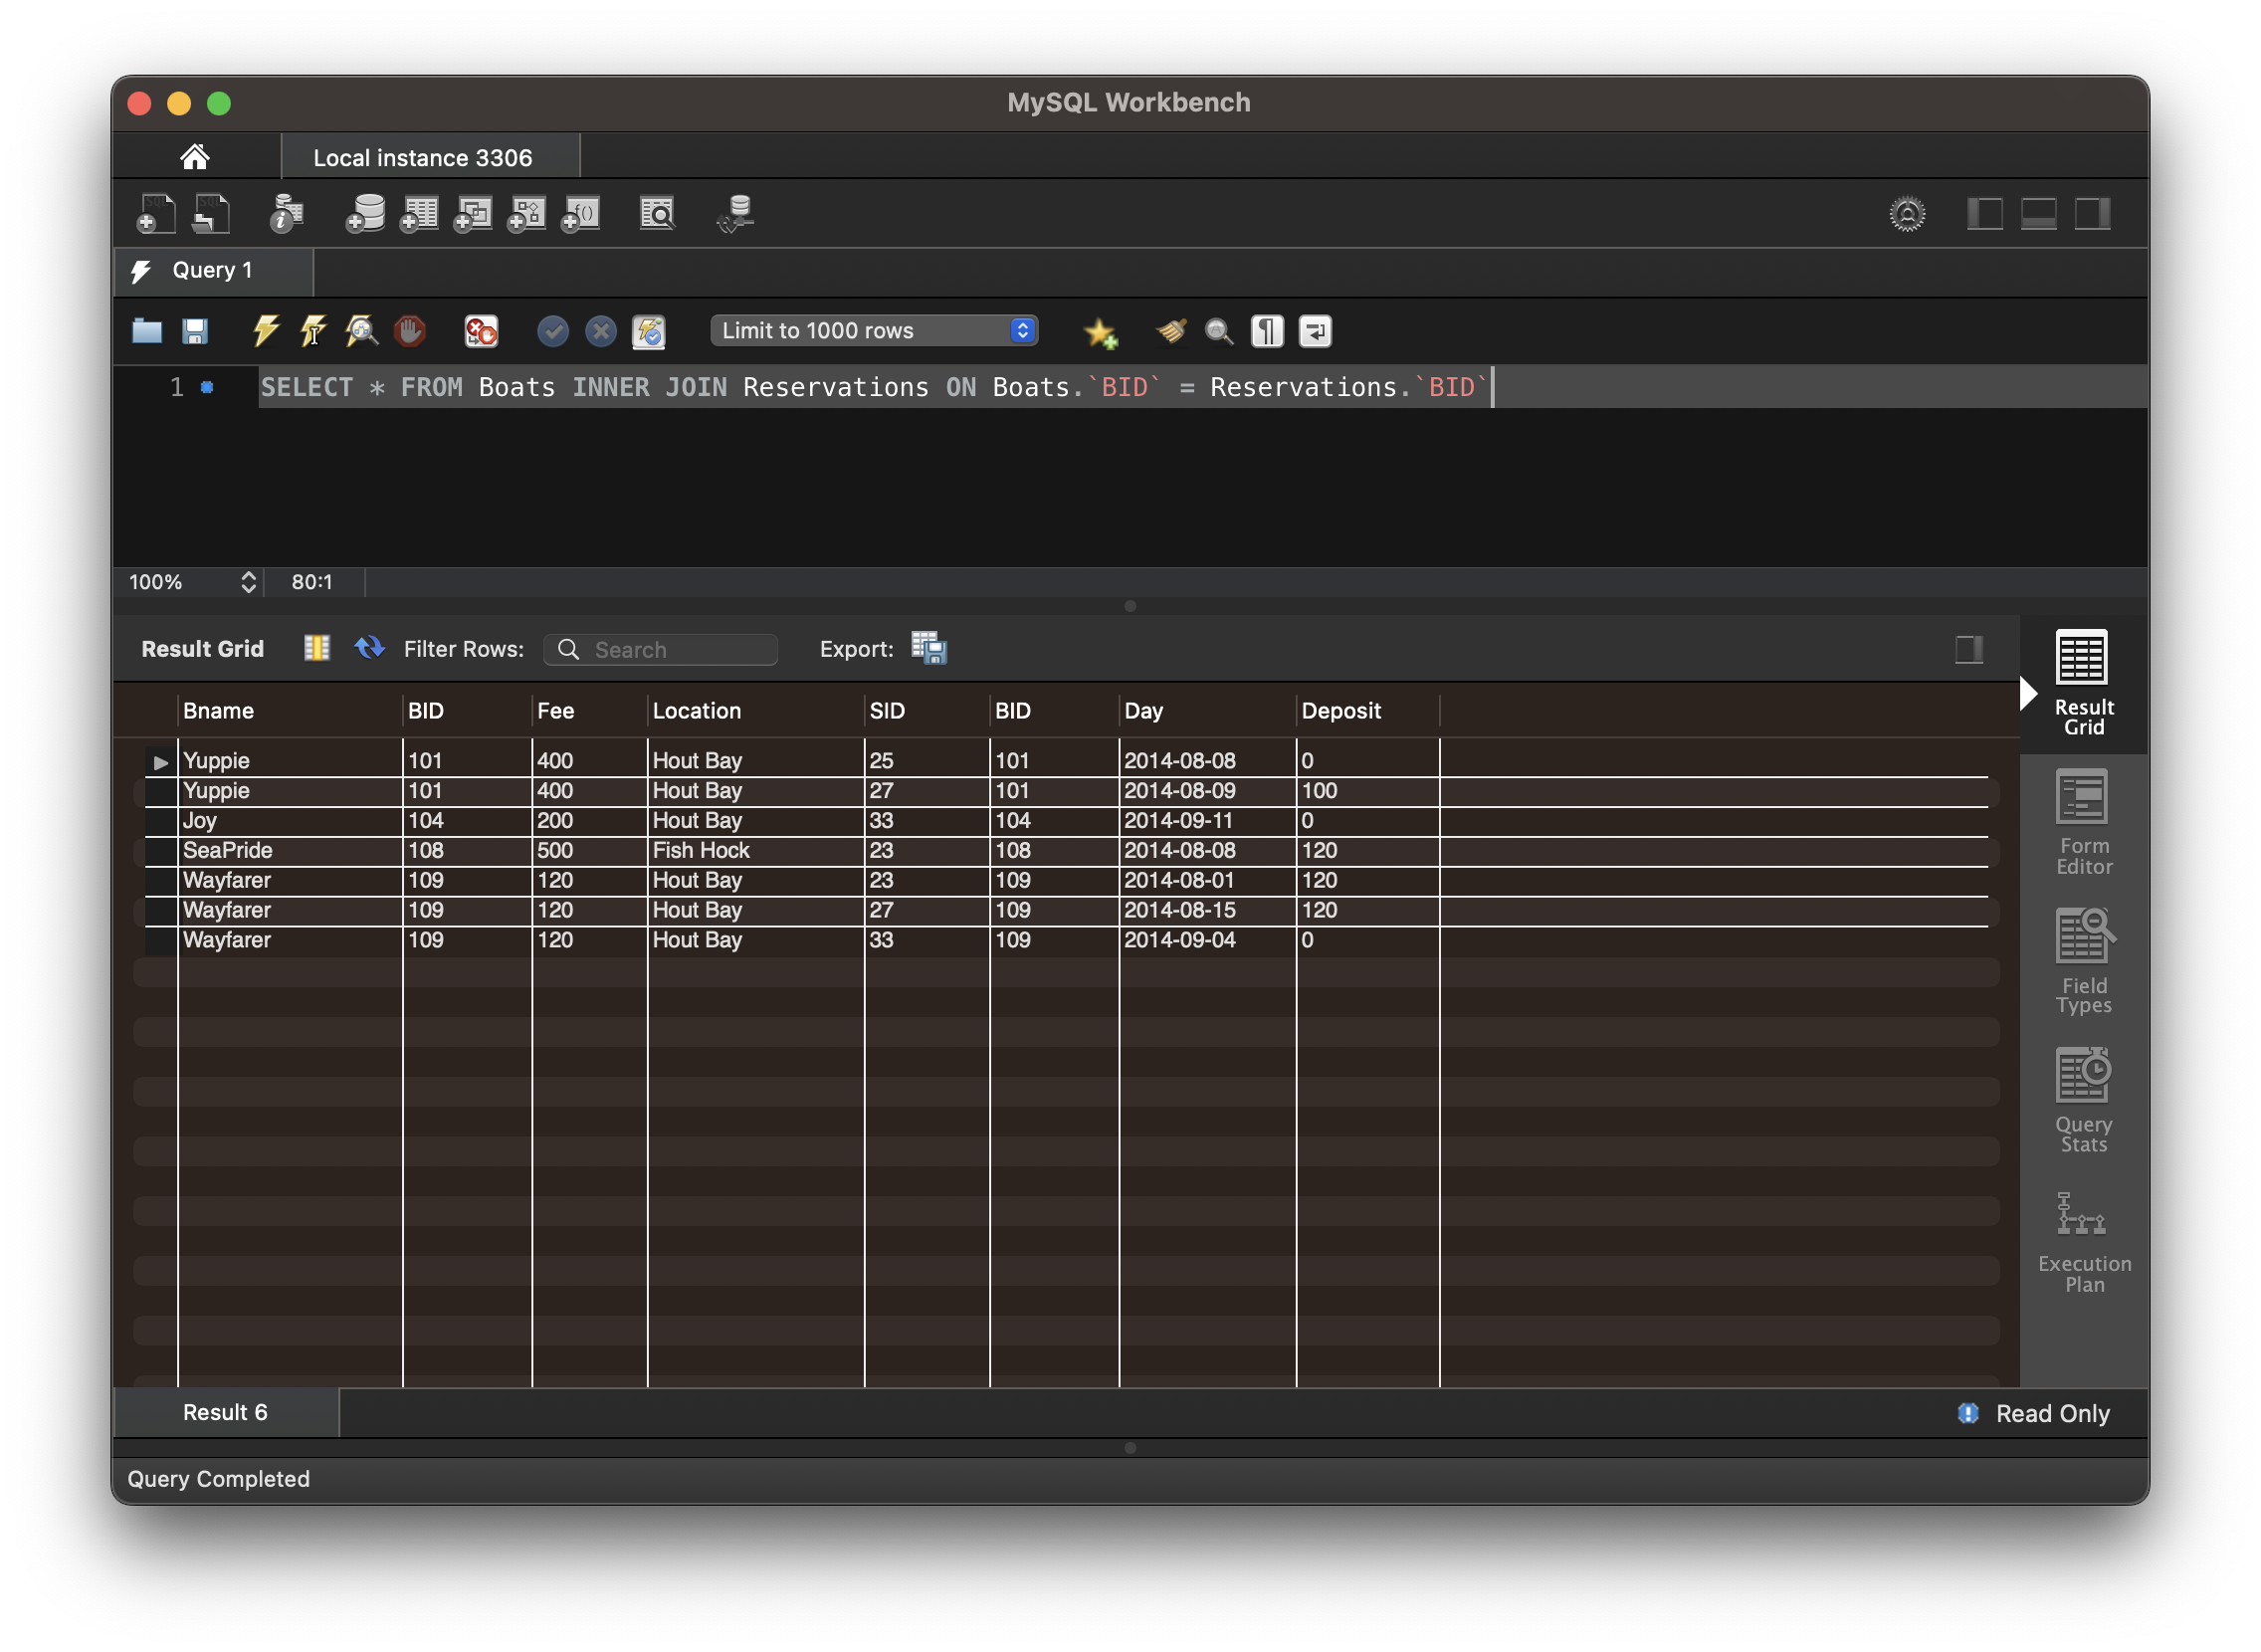 MySQL Workbench
Local instance 3306
Query 1
Limit to 1000 rows
1 SELECT * FROM Boats INNER JOIN Reservations ON Boats.`BID` = Reservations.`BID`
100% 80:1
Result Grid Filter Rows: Search Export:
Bname BID Fee Location SID BID Day Deposit
Yuppie 101 400 Hout Bay 25 101 2014-08-08 0
Yuppie 101 400 Hout Bay 27 101 2014-08-09 100
Joy 104 200 Hout Bay 33 104 2014-09-11 0
SeaPride 108 500 Fish Hock 23 108 2014-08-08 120
Wayfarer 109 120 Hout Bay 23 109 2014-08-01 120
Wayfarer 109 120 Hout Bay 27 109 2014-08-15 120
Wayfarer 109 120 Hout Bay 33 109 2014-09-04 0
Result
Grid
Form
Editor
Field
Types
Query
Stats
Execution
Plan
Result 6 Read Only
Query Completed